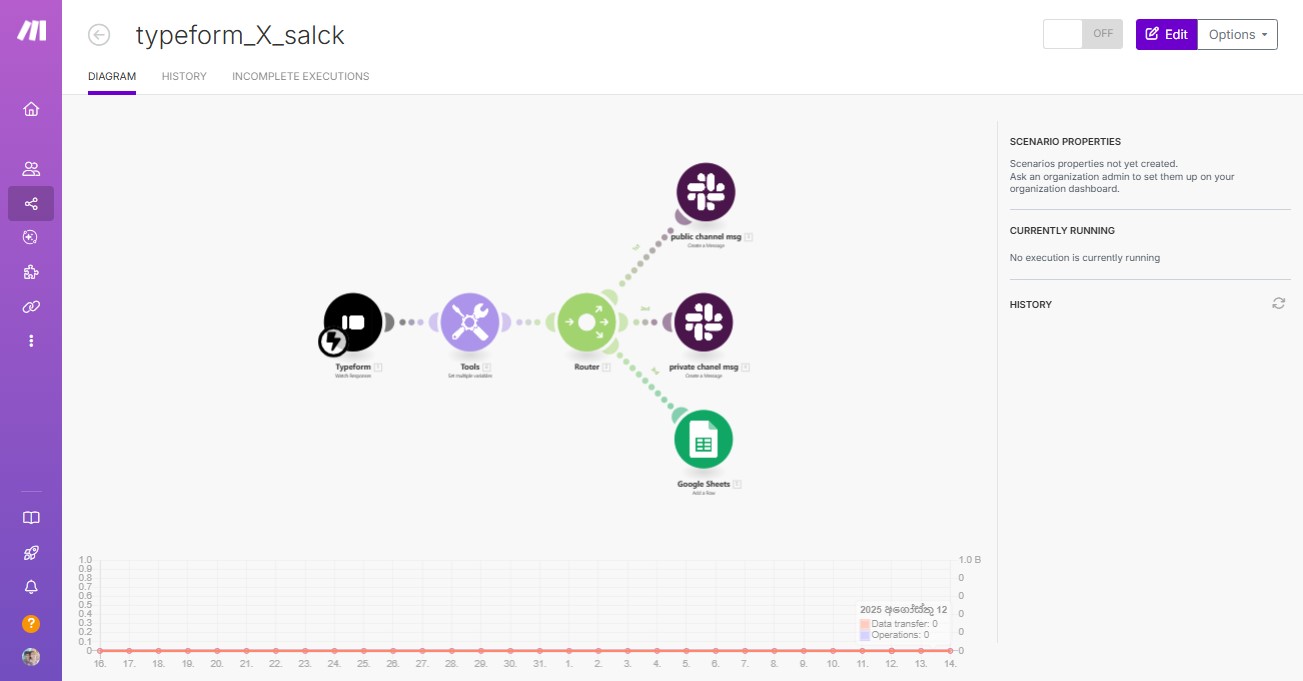 typeform_X_salck
OFF
Edit
Options
DIAGRAM
HISTORY
INCOMPLETE EXECUTIONS
public channel msg
Create a Message
Typeform
Watch Responses
Tools
Set multiple variables
Router
private chanel msg
Create a Message
Google Sheets
Add a Row
SCENARIO PROPERTIES
Scenarios properties not yet created.
Ask an organization admin to set them up on your
organization dashboard.
CURRENTLY RUNNING
No execution is currently running
HISTORY
1.0
0.9
0.8
0.7
0.6
0.5
0.4
0.3
0.2
0.1
0
1.0 B
0
0
0
0
0
2025 අගෝස්තු 12
Data transfer: 0
Operations: 0
16. 17. 18. 19. 20. 21. 22. 23. 24. 25. 26. 27. 28. 29. 30. 31. 1. 2. 3. 4. 5. 6. 7. 8. 9. 10. 11. 12. 13. 14.
?